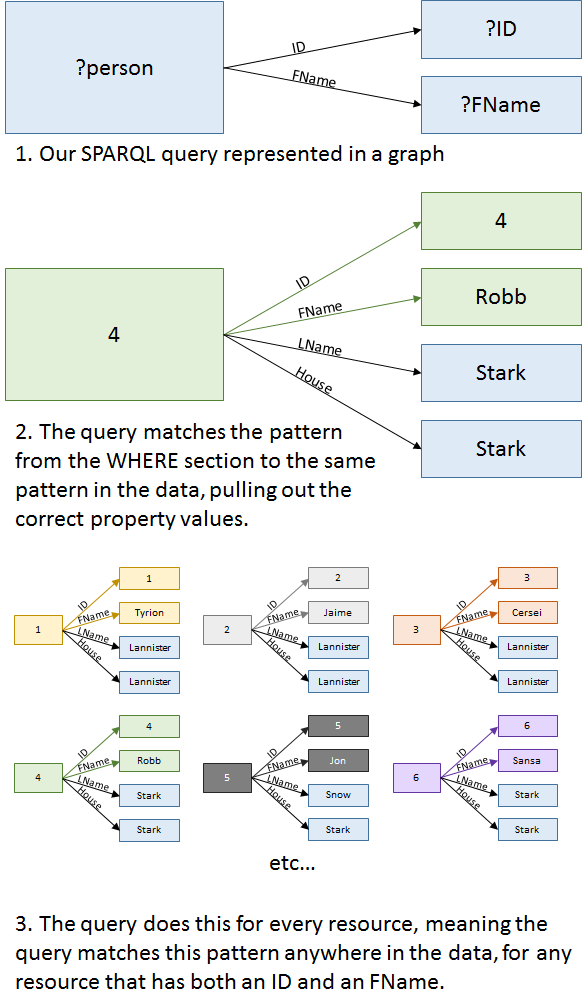 ?person
ID
FName
?ID
?FName
1. Our SPARQL query represented in a graph
4
ID
FName
LName
House
4
Robb
Stark
Stark
2. The query matches the pattern
from the WHERE section to the same
pattern in the data, pulling out the
correct property values.
1
ID
FName
LName
House
1
Tyrion
Lannister
Lannister
2
ID
FName
LName
House
2
Jaime
Lannister
Lannister
3
ID
FName
LName
House
3
Cersei
Lannister
Lannister
4
ID
FName
LName
House
4
Robb
Stark
Stark
5
ID
FName
LName
House
5
Jon
Snow
Stark
6
ID
FName
LName
House
6
Sansa
Stark
Stark
etc...
3. The query does this for every resource, meaning the
query matches this pattern anywhere in the data, for any
resource that has both an ID and an FName.